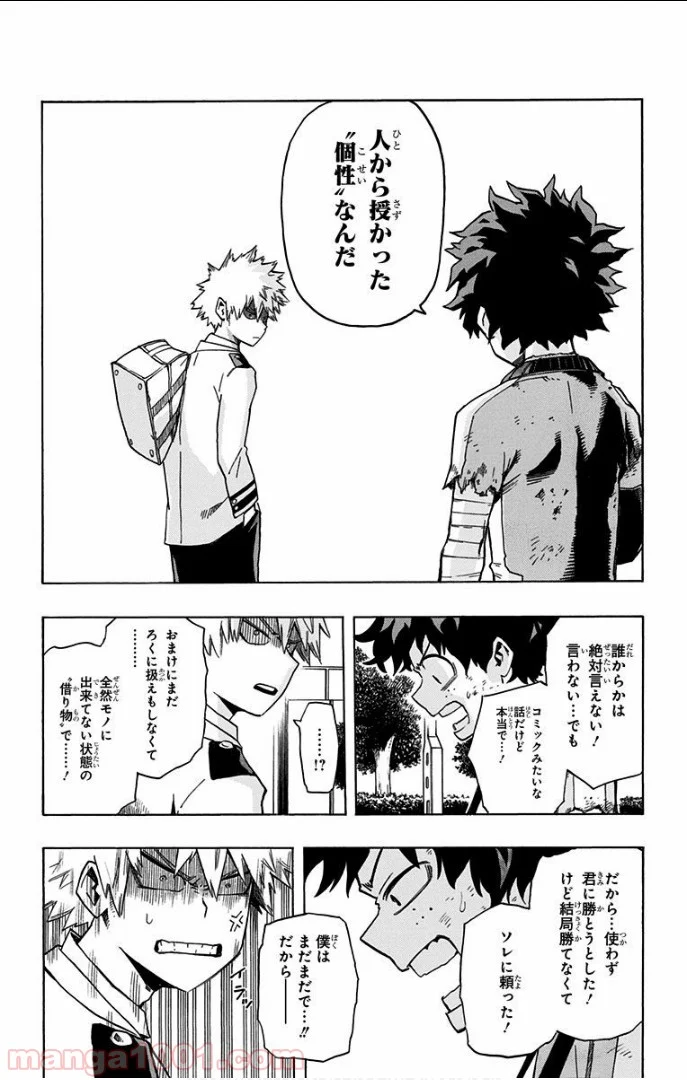 人から授かった
“個性”なんだ
誰からかは
絶対言えない！
言わない…でも
コミックみたいな
話だけど
本当で…！
……！？
おまけにまだ
ろくに扱えもしなくて
………
全然モノに
出来てない状態の
“借り物”で……！
だから…使わず
君に勝とうとした！
けど結局勝てなくて
ソレに頼った！
僕は
まだまだで…！！
だから――
イラッ
manga1001.com